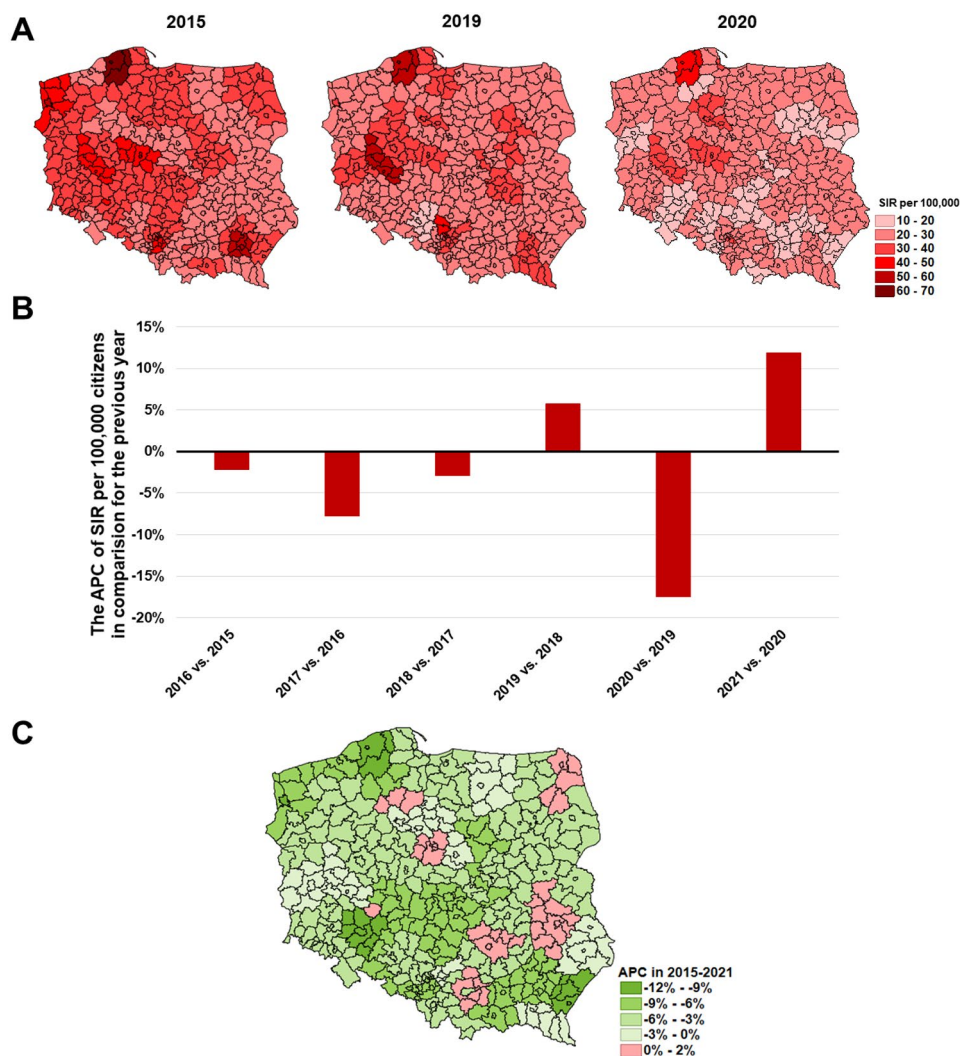 A
2015
2019
2020
SIR per 100,000
10 - 20
20 - 30
30 - 40
40 - 50
50 - 60
60 - 70
B
The APC of SIR per 100,000 citizens
in comparision for the previous year
15%
10%
5%
0%
-5%
-10%
-15%
-20%
2016 vs. 2015
2017 vs. 2016
2018 vs. 2017
2019 vs. 2018
2020 vs. 2019
2021 vs. 2020
C
APC in 2015-2021
-12% - -9%
-9% - -6%
-6% - -3%
-3% - 0%
0% - 2%